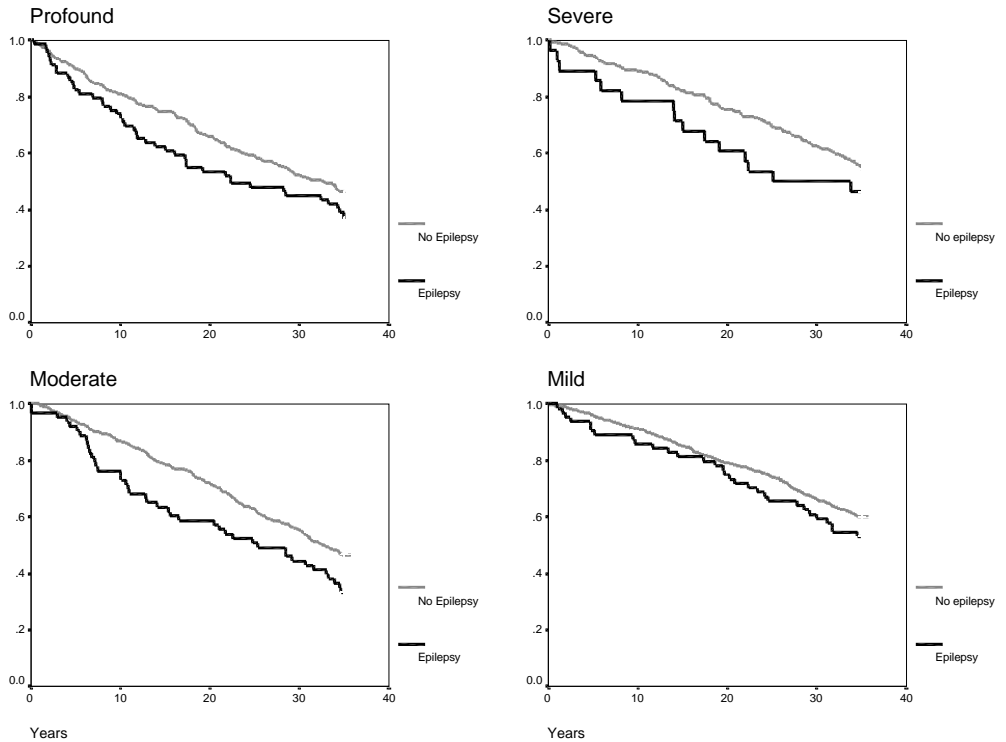 Profound
1.0
.8
.6
.4
.2
0.0
0 10 20 30 40
No Epilepsy
Epilepsy
Severe
1.0
.8
.6
.4
.2
0.0
0 10 20 30 40
No epilepsy
Epilepsy
Moderate
1.0
.8
.6
.4
.2
0.0
0 10 20 30 40
No Epilepsy
Epilepsy
Years
Mild
1.0
.8
.6
.4
.2
0.0
0 10 20 30 40
No epilepsy
Epilepsy
Years